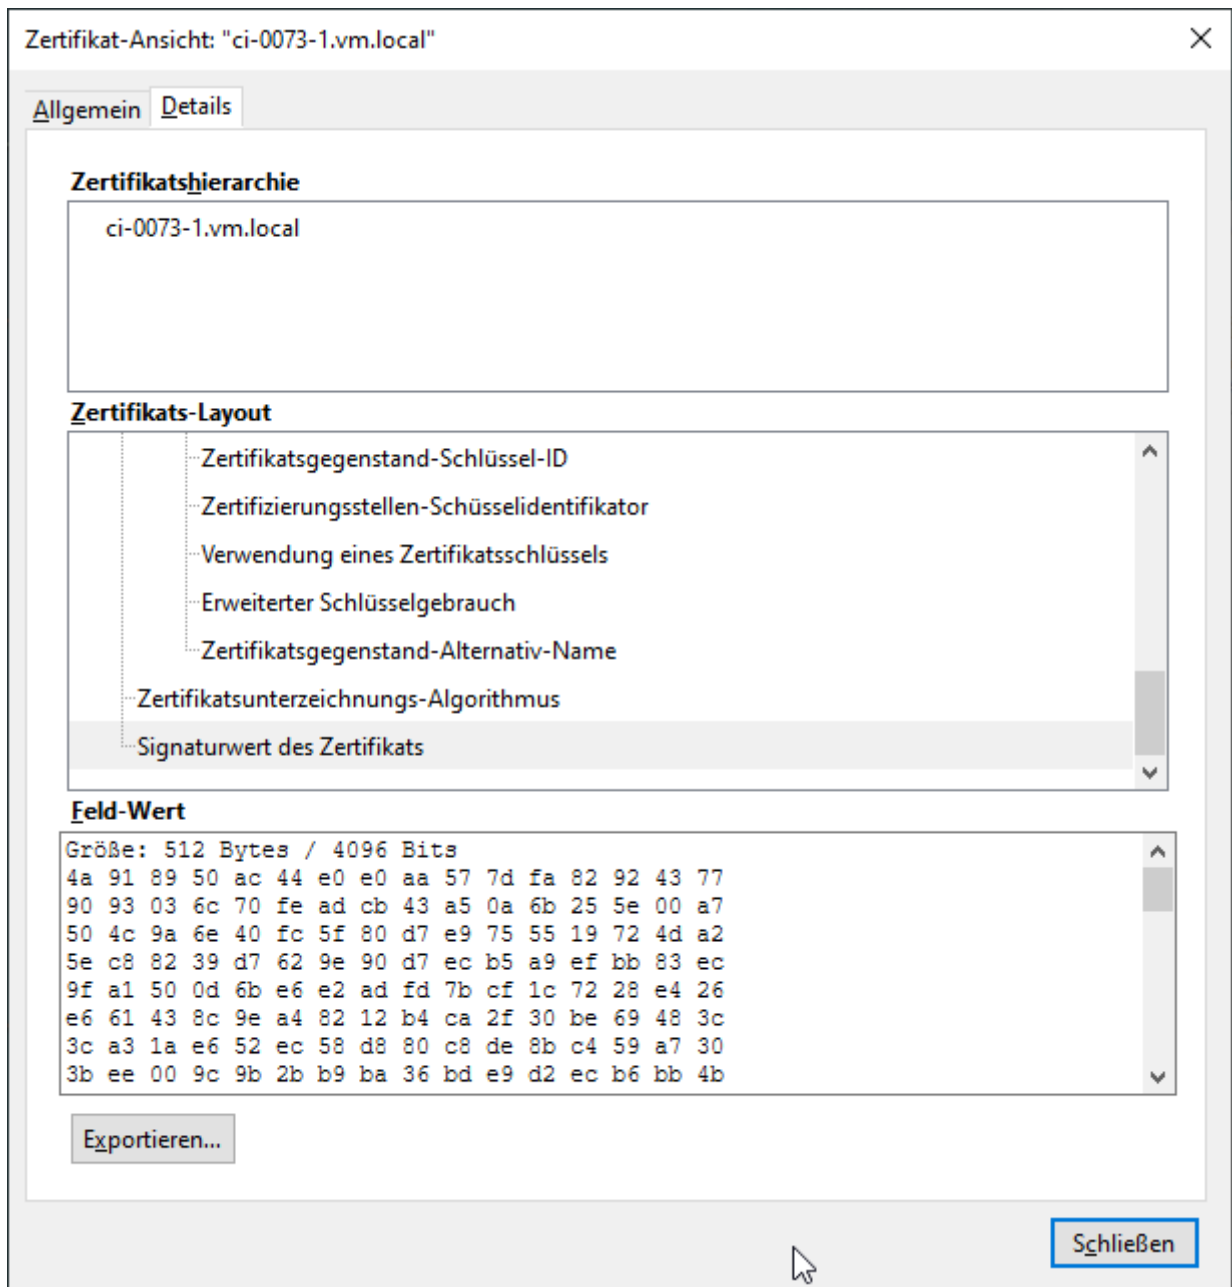 Zertifikat-Ansicht: "ci-0073-1.vm.local"
Allgemein Details
Zertifikatshierarchie
ci-0073-1.vm.local
Zertifikats-Layout
Zertifikatsgegenstand-Schlüssel-ID
Zertifizierungsstellen-Schüsselidentifikator
Verwendung eines Zertifikatsschlüssels
Erweiterter Schlüsselgebrauch
Zertifikatsgegenstand-Alternativ-Name
Zertifikatsunterzeichnungs-Algorithmus
Signaturwert des Zertifikats
Feld-Wert
Größe: 512 Bytes / 4096 Bits
4a 91 89 50 ac 44 e0 e0 aa 57 7d fa 82 92 43 77
90 93 03 6c 70 fe ad cb 43 a5 0a 6b 25 5e 00 a7
50 4c 9a 6e 40 fc 5f 80 d7 e9 75 55 19 72 4d a2
5e c8 82 39 d7 62 9e 90 d7 ec b5 a9 ef bb 83 ec
9f a1 50 0d 6b e6 e2 ad fd 7b cf 1c 72 28 e4 26
e6 61 43 8c 9e a4 82 12 b4 ca 2f 30 be 69 48 3c
3c a3 1a e6 52 ec 58 d8 80 c8 de 8b c4 59 a7 30
3b ee 00 9c 9b 2b b9 ba 36 bd e9 d2 ec b6 bb 4b
Exportieren...
Schließen